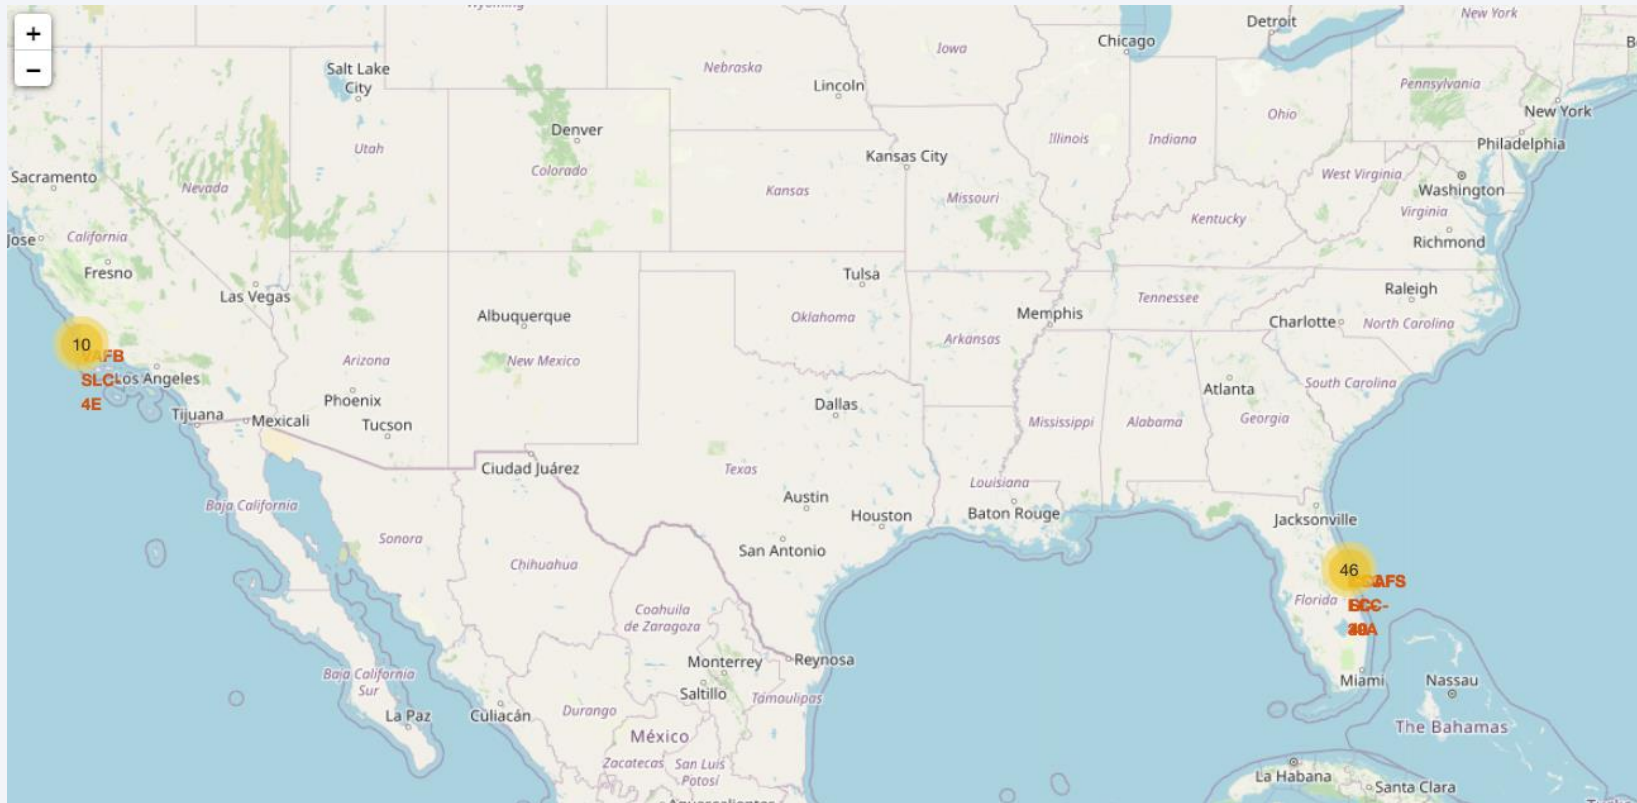 Wyoming
+
−
Detroit
New York
Chicago
Iowa
Salt Lake
City
Nebraska
Lincoln
Pennsylvania
New York
Ohio
Denver
Illinois
Indiana
Philadelphia
Utah
Kansas City
Colorado
West Virginia
Sacramento
Nevada
Kansas
Missouri
Washington
Kentucky
Virginia
Jose
California
Richmond
Fresno
Tulsa
Las Vegas
Raleigh
Tennessee
Albuquerque
Oklahoma
Memphis
Charlotte
North Carolina
Arkansas
10
VAFB
SLC-
4E
Arizona
New Mexico
Los Angeles
South Carolina
Atlanta
Phoenix
Dallas
Tijuana
Mexicali
Tucson
Mississippi
Alabama
Georgia
Ciudad Juárez
Texas
Louisiana
Austin
Baja California
Houston
Baton Rouge
Jacksonville
Sonora
San Antonio
Chihuahua
46
Florida
Coahuila
de Zaragoza
Monterrey
Reynosa
Baja California
Sur
Miami
Nassau
Saltillo
Tamaulipas
La Paz
Culiacán
Durango
The Bahamas
México
Zacatecas
San Luis
Potosí
La Habana
Santa Clara
Aguascalientes